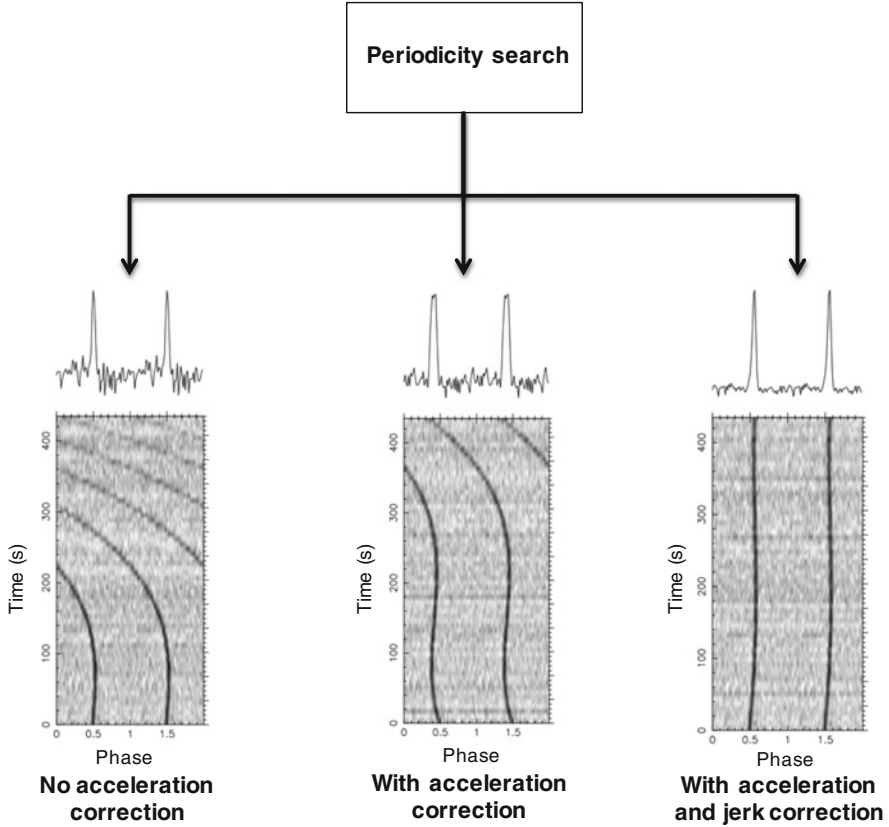 Periodicity search
400
300
200
100
0
Time (s)
0 0.5 1 1.5
Phase
No acceleration
correction
400
300
200
100
0
Time (s)
0 0.5 1 1.5
Phase
With acceleration
correction
400
300
200
100
0
Time (s)
0 0.5 1 1.5
Phase
With acceleration
and jerk correction